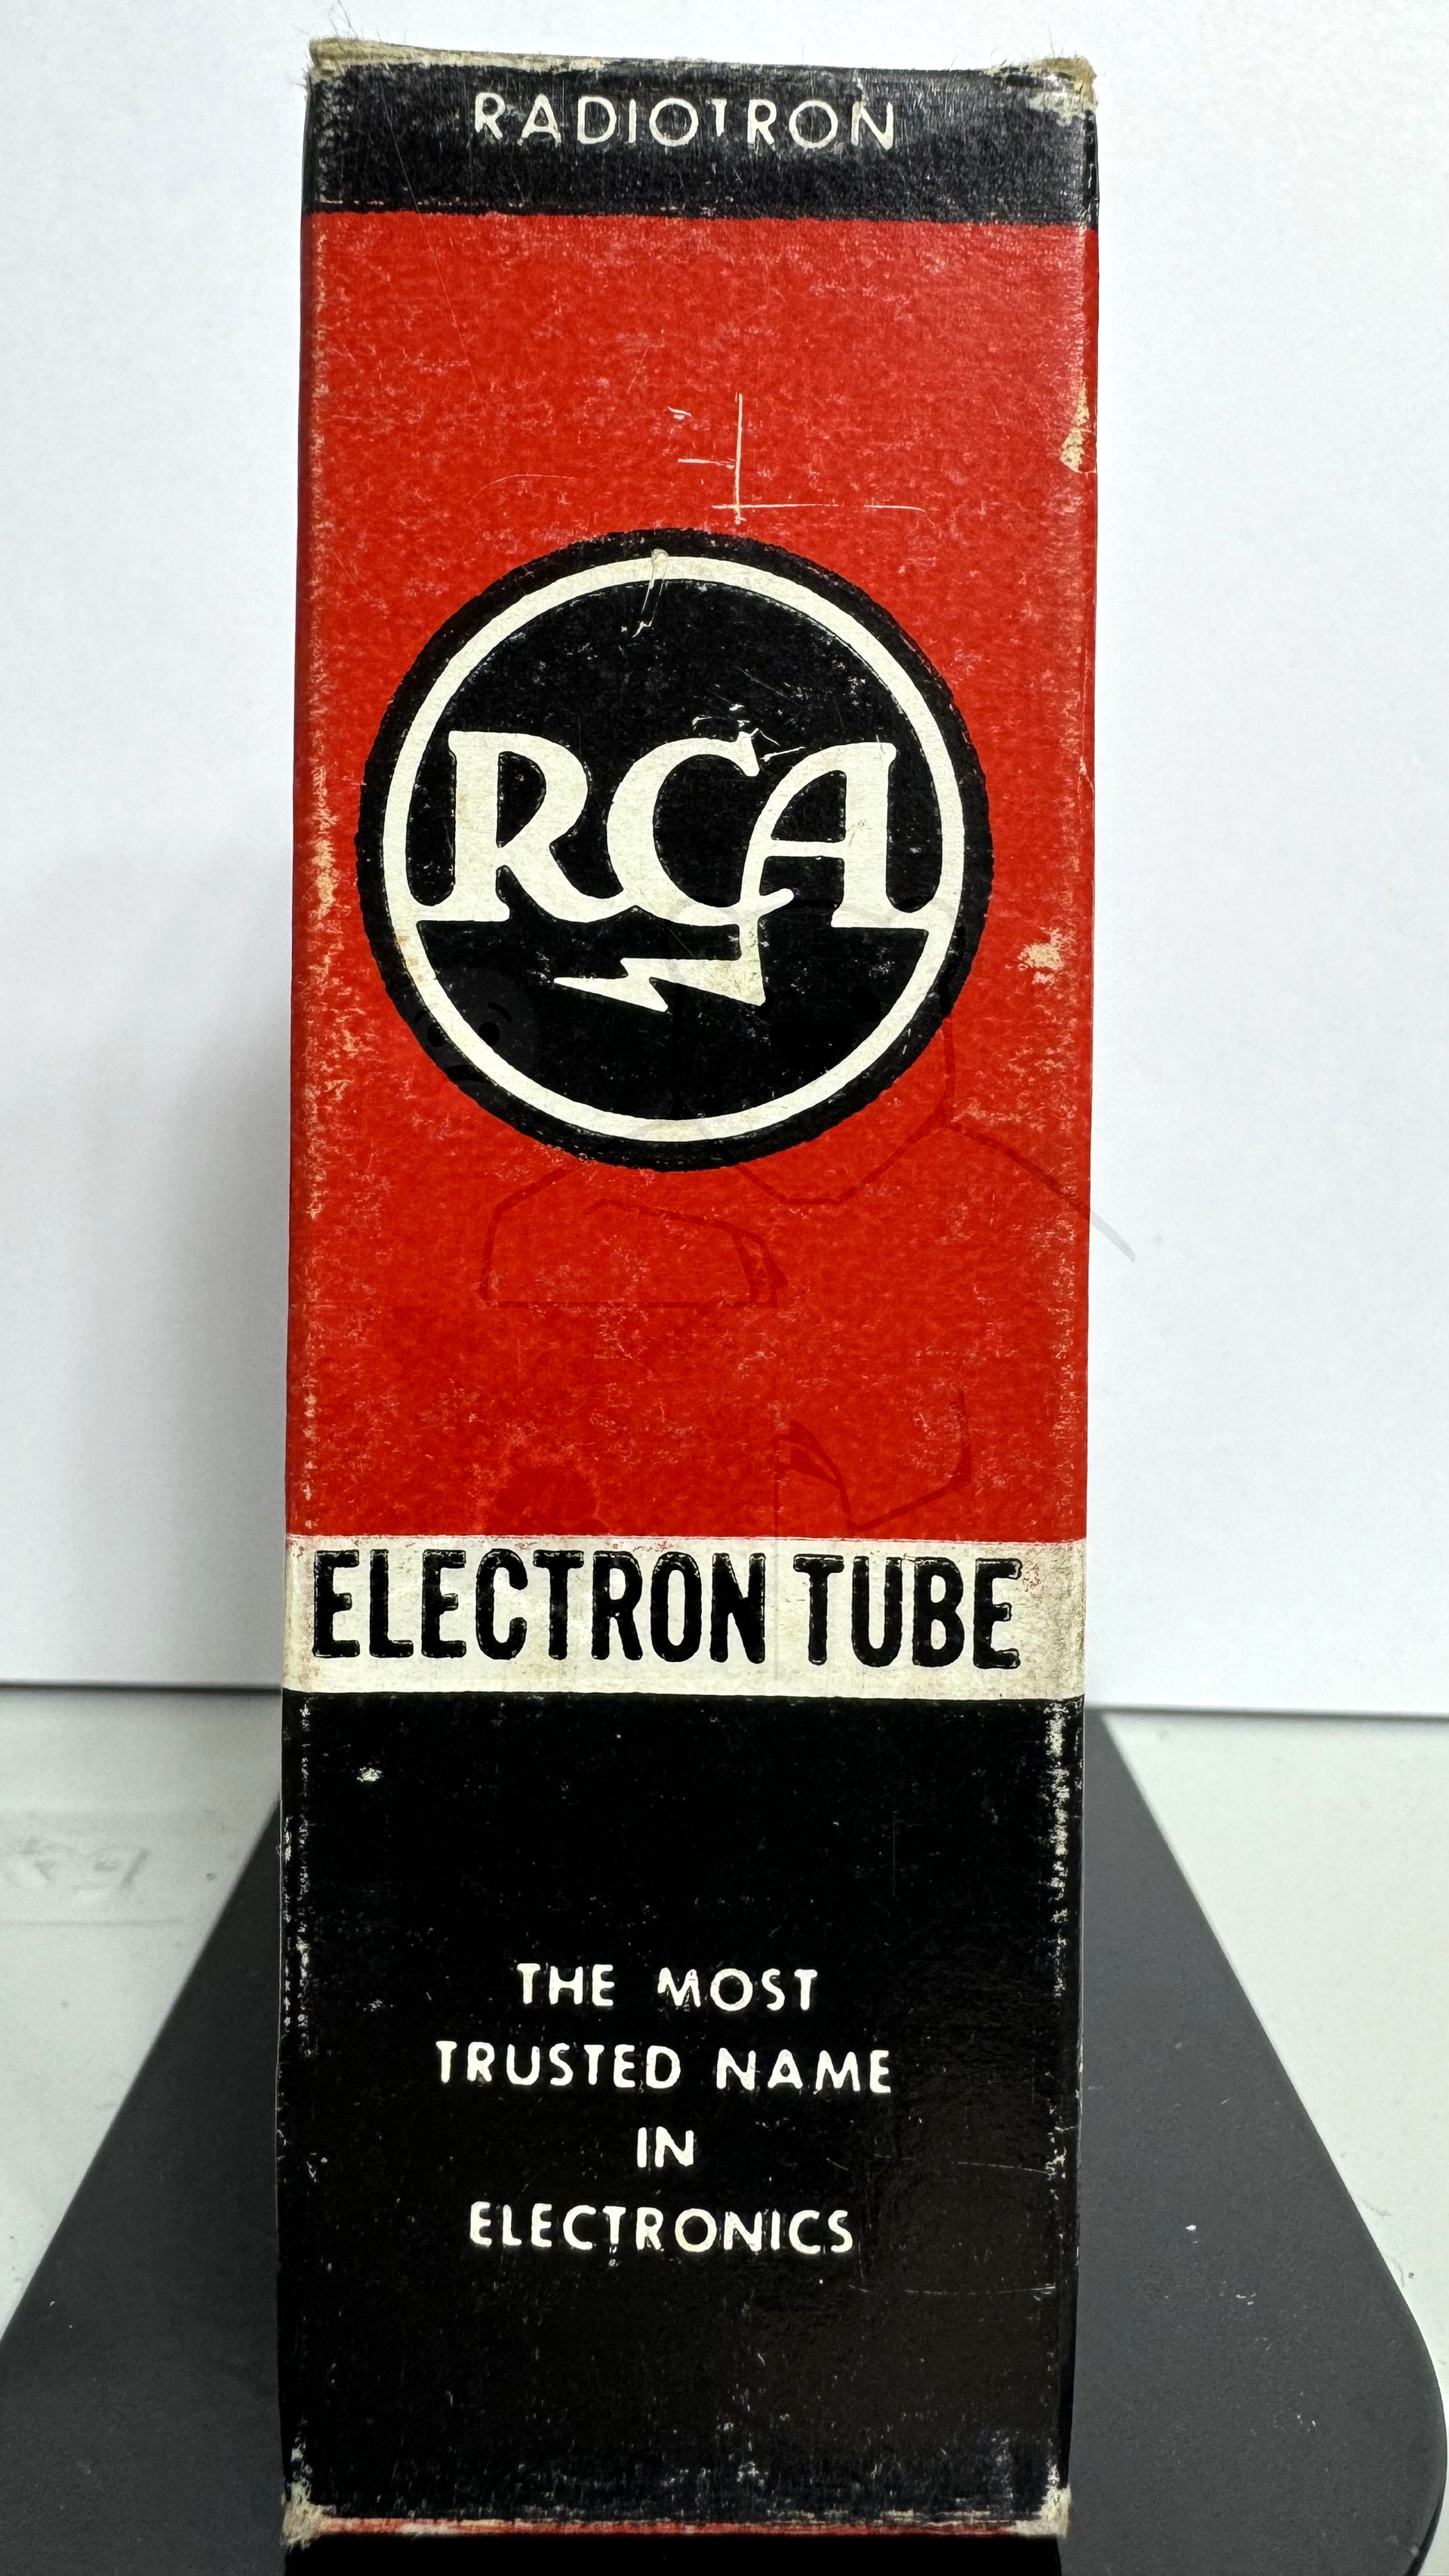 RADIOTRON
RCA
ELECTRON TUBE
THE MOST
TRUSTED NAME
IN
ELECTRONICS